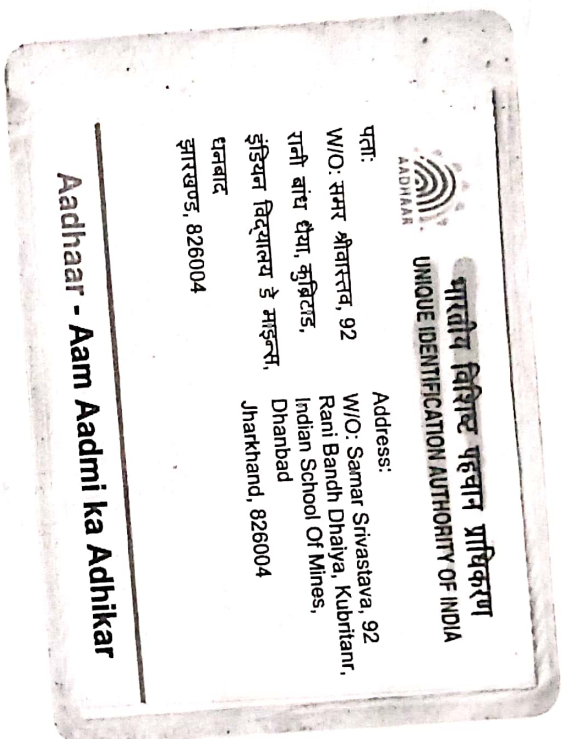 भारतीय विशिष्ट पहचान प्राधिकरण
UNIQUE IDENTIFICATION AUTHORITY OF INDIA
AADHAAR
पता:
W/O: समर श्रीवास्तव, 92
रानी बांध धैया, कुब्रिटाड,
इंडियन विद्यालय डे माइन्स,
धनबाद
झारखण्ड, 826004
Address:
W/O: Samar Srivastava, 92
Rani Bandh Dhaiya, Kubritanr,
Indian School Of Mines,
Dhanbad
Jharkhand, 826004
Aadhaar - Aam Aadmi ka Adhikar